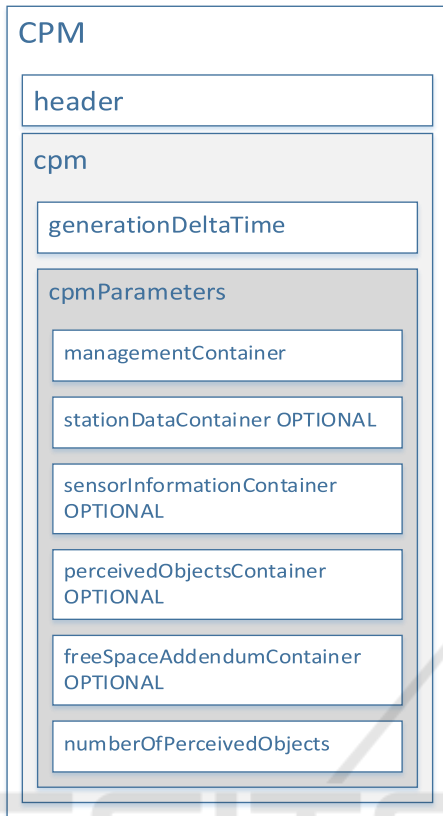 CPM
header
cpm
generationDeltaTime
cpmParameters
managementContainer
stationDataContainer OPTIONAL
sensorInformationContainer
OPTIONAL
perceivedObjectsContainer
OPTIONAL
freeSpaceAddendumContainer
OPTIONAL
numberOfPerceivedObjects